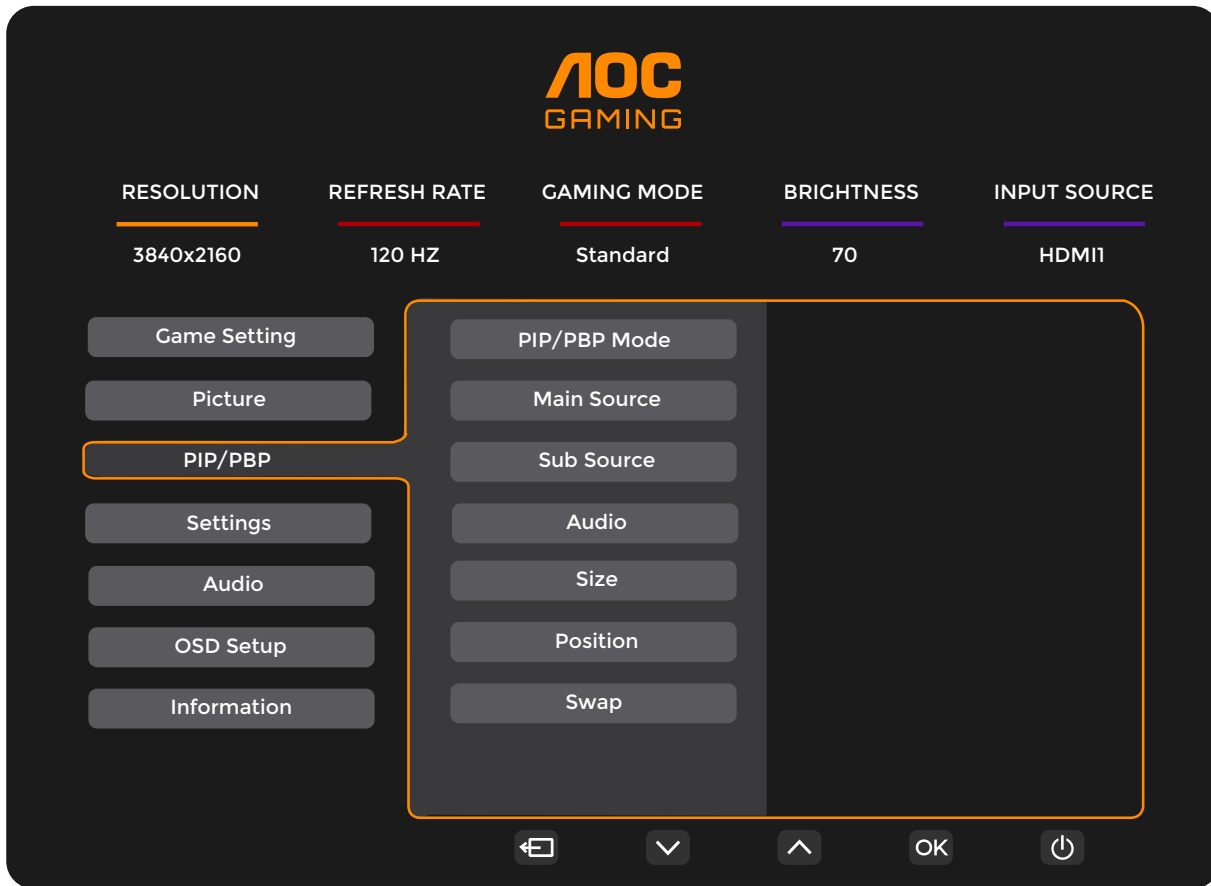 AOC
GAMING
RESOLUTION REFRESH RATE GAMING MODE BRIGHTNESS INPUT SOURCE
3840x2160 120 HZ Standard 70 HDMI1
Game Setting
Picture
PIP/PBP
Settings
Audio
OSD Setup
Information
PIP/PBP Mode
Main Source
Sub Source
Audio
Size
Position
Swap
OK